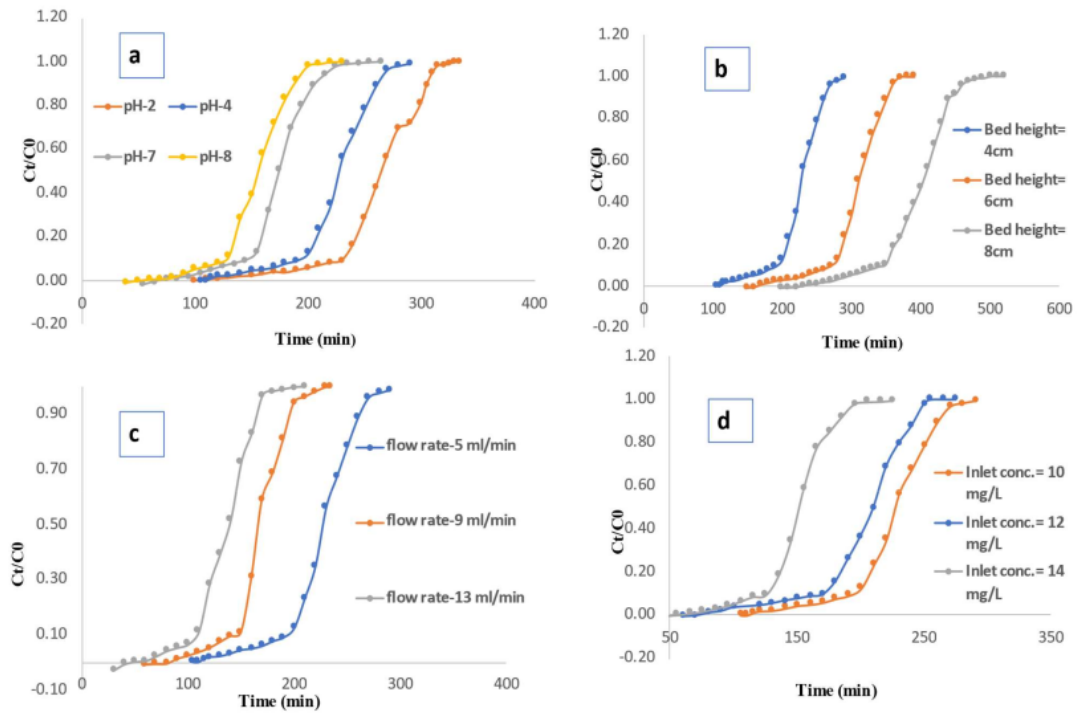 a
1.20
1.00
0.80
0.60
0.40
0.20
0.00
-0.20
Ct/C0
pH-2
pH-4
pH-7
pH-8
0
100
200
300
400
Time (min)
b
1.20
1.00
0.80
0.60
0.40
0.20
0.00
-0.20
Ct/C0
Bed height=
4cm
Bed height=
6cm
Bed height=
8cm
0
100
200
300
400
500
600
Time (min)
c
0.90
0.70
0.50
0.30
0.10
-0.10
Ct/C0
flow rate-5 ml/min
flow rate-9 ml/min
flow rate-13 ml/min
0
100
200
300
400
Time (min)
d
1.20
1.00
0.80
0.60
0.40
0.20
0.00
-0.20
Ct/C0
Inlet conc.= 10
mg/L
Inlet conc.= 12
mg/L
Inlet conc.= 14
mg/L
50
150
250
350
Time (min)